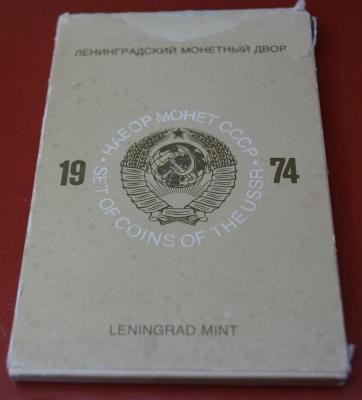 ЛЕНИНГРАДСКИЙ МОНЕТНЫЙ ДВОР
НАБОР МОНЕТ СССР
19 74
• SET OF COINS OF THE USSR •
LENINGRAD MINT